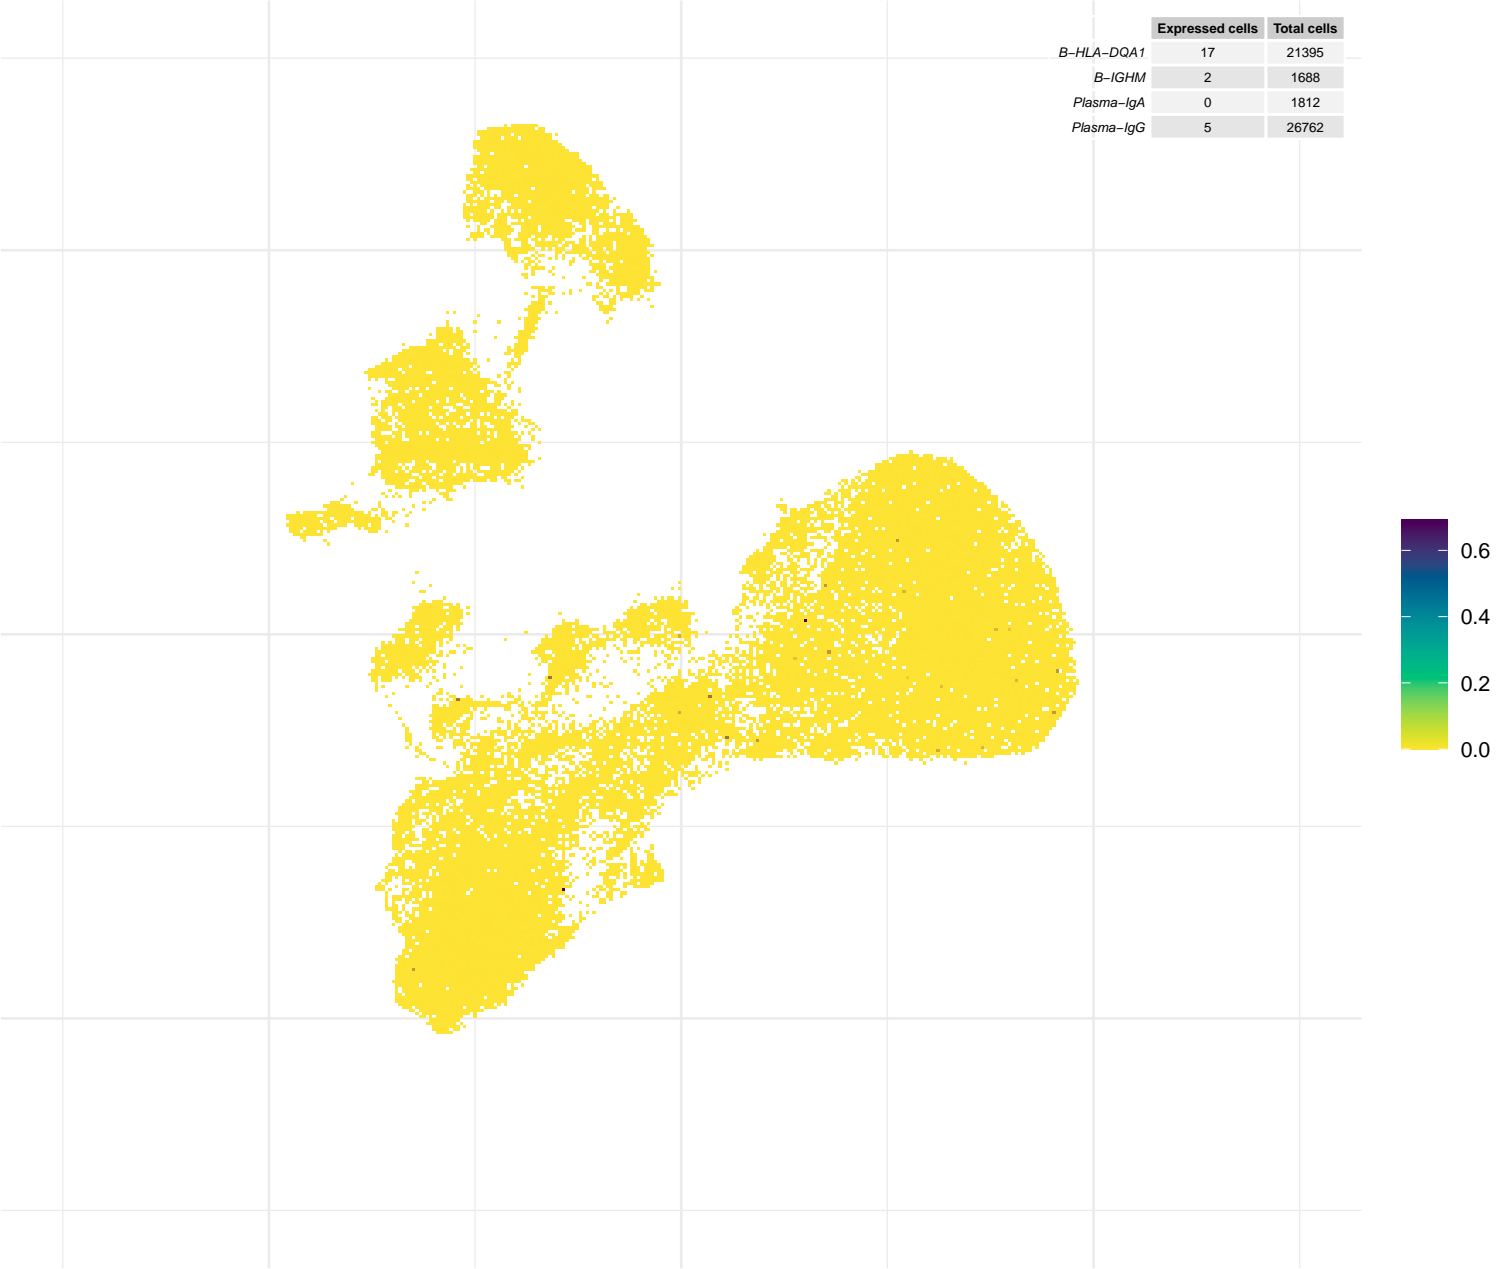 Expressed cells Total cells
B−HLA−DQA1 17 21395
B−IGHM 2 1688
Plasma−IgA 0 1812
Plasma−IgG 5 26762
0.6
0.4
0.2
0.0